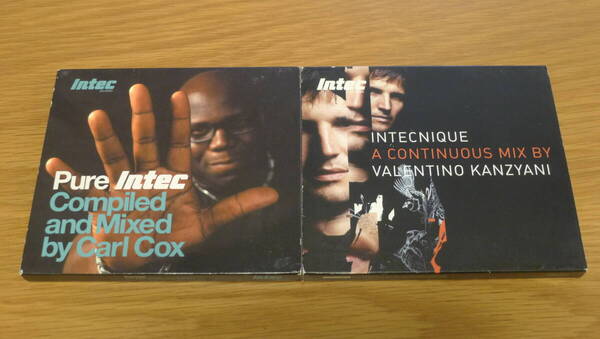 Intec
Pure Intec
Compiled
and Mixed
by Carl Cox
Intec
INTECNIQUE
A CONTINUOUS MIX BY
VALENTINO KANZYANI